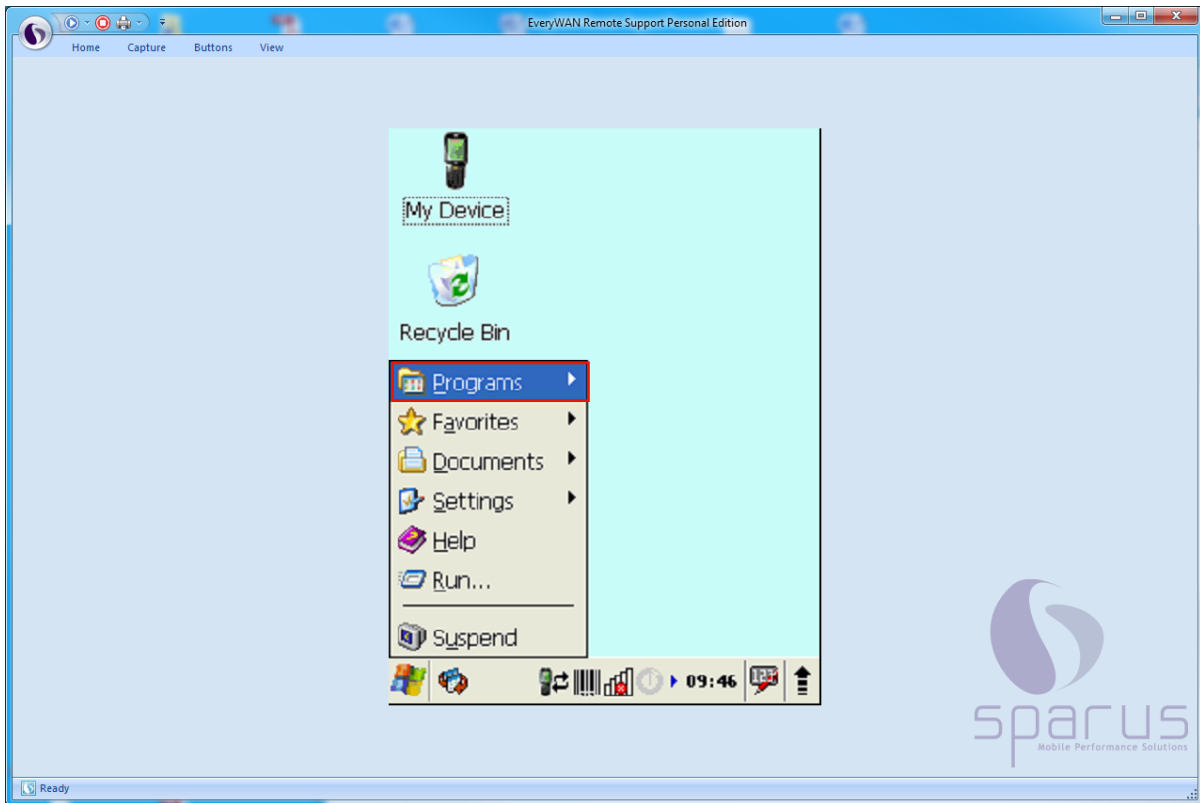 EveryWAN Remote Support Personal Edition
Home Capture Buttons View
My Device
Recycle Bin
Programs
Favorites
Documents
Settings
Help
Run...
Suspend
09:46
sparus
Mobile Performance Solutions
Ready